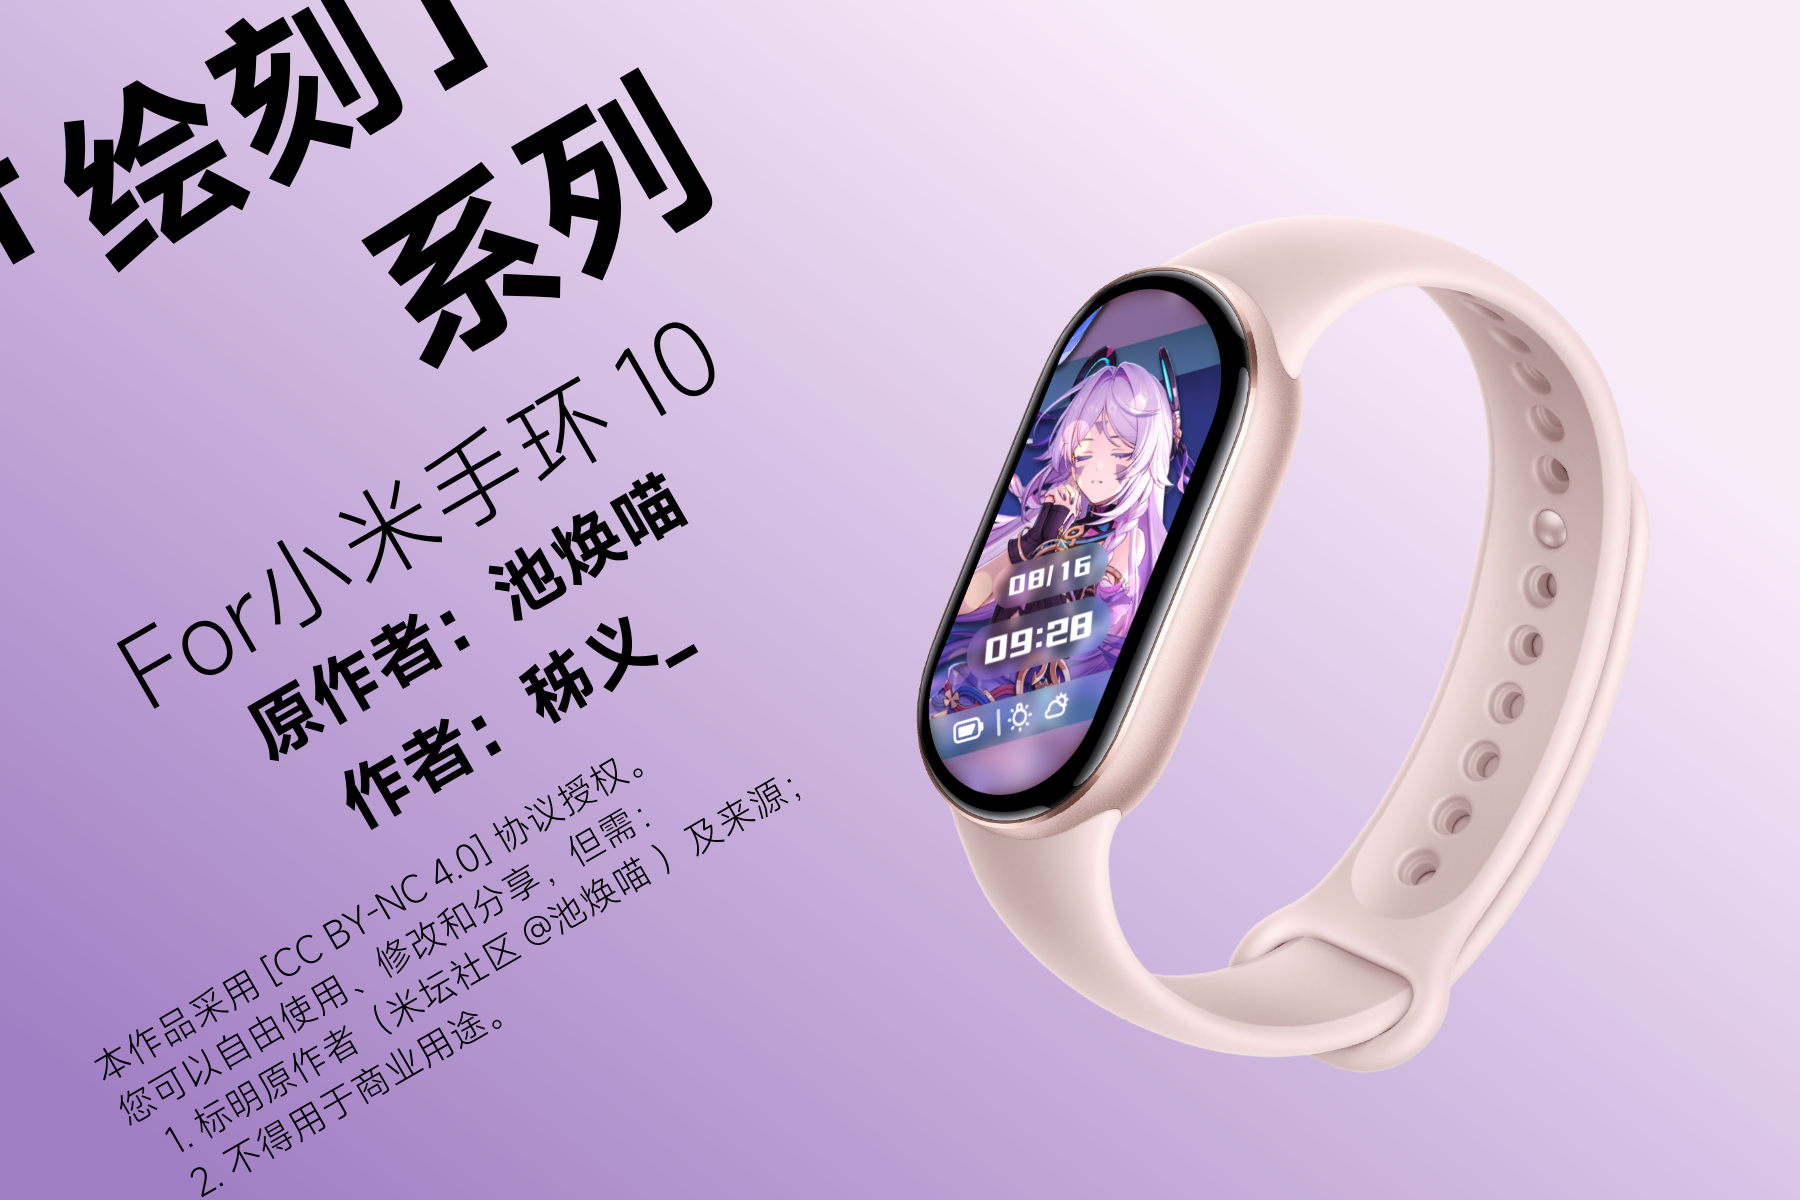 「绘刻」
系列
For小米手环 10
原作者：池焕喵
作者：秭义_
本作品采用 [CC BY-NC 4.0] 协议授权。
您可以自由使用、修改和分享，但需：
1. 标明原作者（米坛社区 @池焕喵 ）及来源；
2. 不得用于商业用途。
08/16
09:28